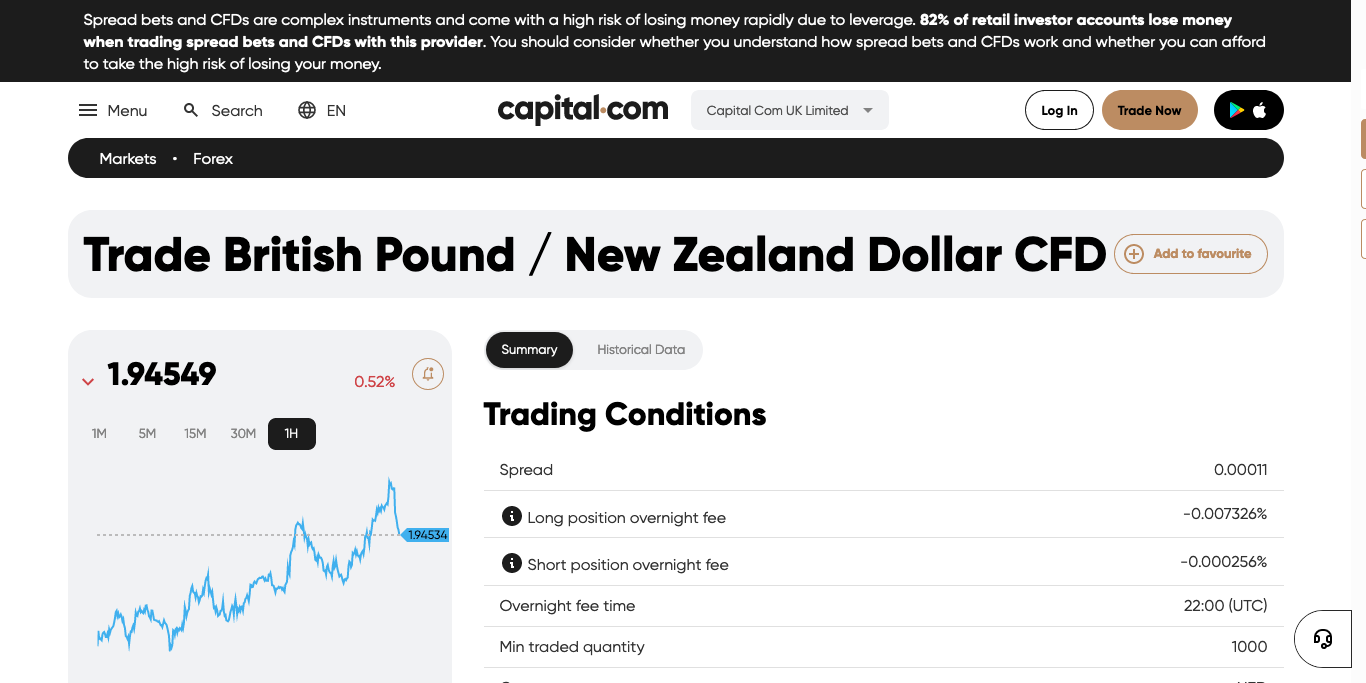 Spread bets and CFDs are complex instruments and come with a high risk of losing money rapidly due to leverage. 82% of retail investor accounts lose money
when trading spread bets and CFDs with this provider. You should consider whether you understand how spread bets and CFDs work and whether you can afford
to take the high risk of losing your money.
Menu Search EN capital.com Capital Com UK Limited Log In Trade Now
Markets • Forex
Trade British Pound / New Zealand Dollar CFD Add to favourite
1.94549 0.52%
1M 5M 15M 30M 1H
1.94534
Summary Historical Data
Trading Conditions
Spread 0.00011
Long position overnight fee -0.007326%
Short position overnight fee -0.000256%
Overnight fee time 22:00 (UTC)
Min traded quantity 1000